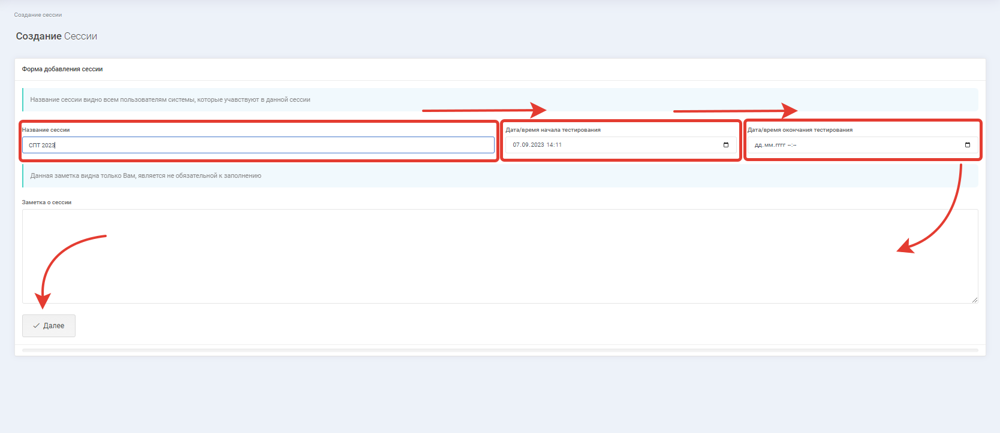 Создание сессии
Создание Сессии
Форма добавления сессии
Название сессии видно всем пользователям системы, которые учавствуют в данной сессии
Название сессии
Дата/время начала тестирования
Дата/время окончания тестирования
СПТ 2023
07.09.2023 14:11
дд.мм.гггг --:--
Данная заметка видна только Вам, является не обязательной к заполнению
Заметка о сессии
Далее